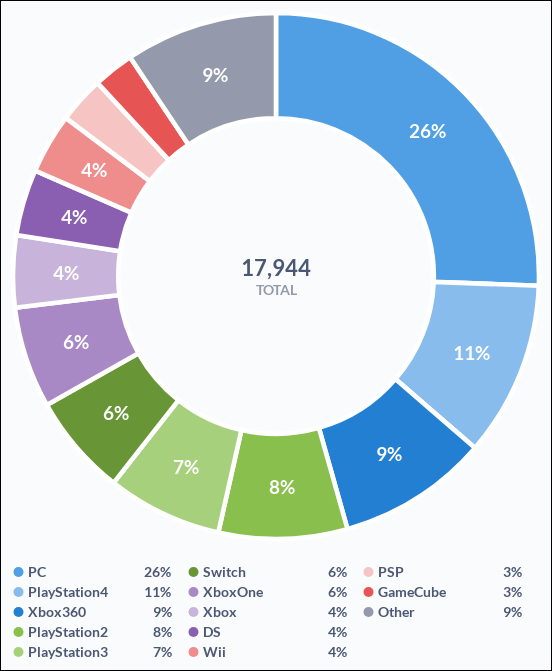 9%
26%
4%
4%
17,944
4%
TOTAL
6%
11%
6%
9%
7%
8%
PC 26%
PlayStation4 11%
Xbox360 9%
PlayStation2 8%
PlayStation3 7%
Switch 6%
XboxOne 6%
Xbox 4%
DS 4%
Wii 4%
PSP 3%
GameCube 3%
Other 9%